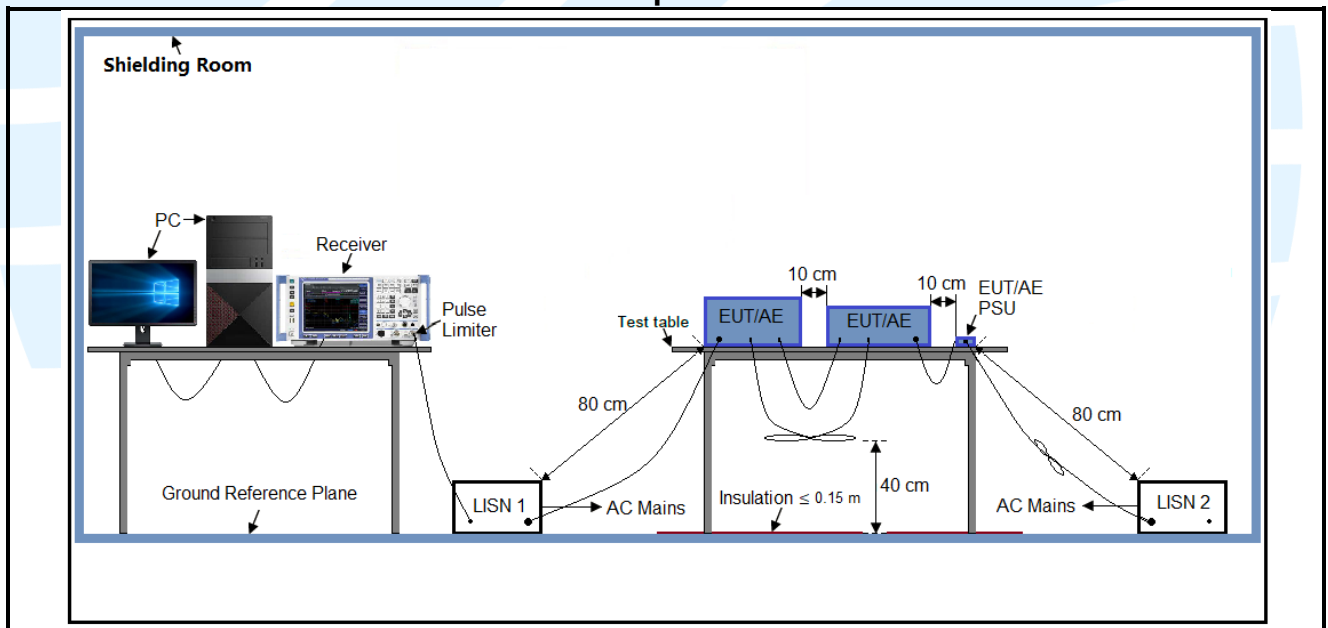 Shielding Room
PC
Receiver
Pulse
Limiter
Test table
10 cm
10 cm
EUT/AE
PSU
EUT/AE
EUT/AE
80 cm
80 cm
40 cm
Ground Reference Plane
LISN 1
AC Mains
Insulation ≤ 0.15 m
AC Mains
LISN 2